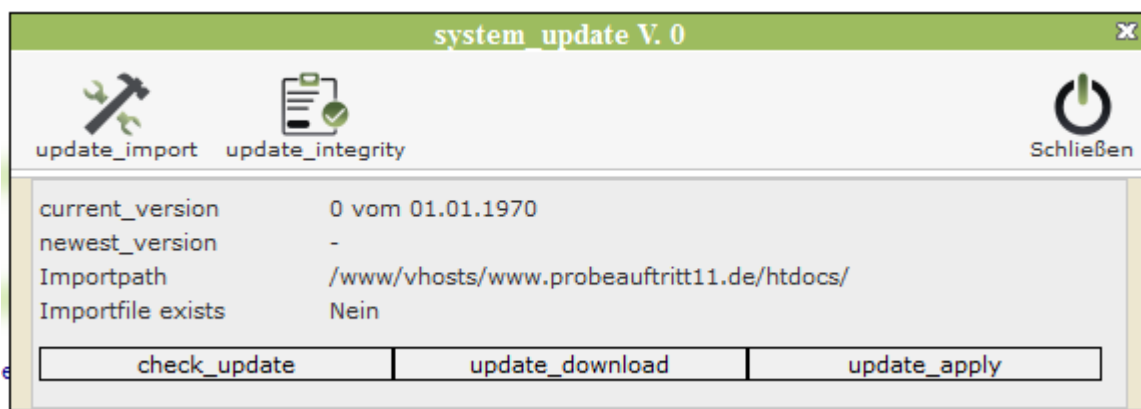 system_update V. 0
update_import update_integrity Schließen
current_version 0 vom 01.01.1970
newest_version -
Importpath /www/vhosts/www.probeauftritt11.de/htdocs/
Importfile exists Nein
check_update update_download update_apply